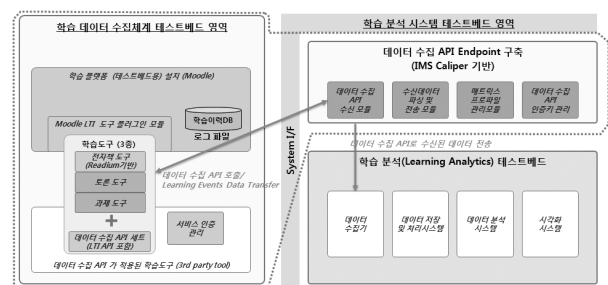 학습 데이터 수집체계 테스트베드 영역
학습 플랫폼 (테스트베드용) 설치 (Moodle)
Moodle LTI 도구 플러그인 모듈
학습이력DB
로그 파일
학습도구 (3종)
전자책 도구
(Readium기반)
토론 도구
과제 도구
데이터 수집 API 세트
(LTI API 포함)
서비스 인증
관리
데이터 수집 API 가 적용된 학습도구 (3rd party tool)
데이터 수집 API 호출/
Learning Events Data Transfer
System I/F
학습 분석 시스템 테스트베드 영역
데이터 수집 API Endpoint 구축
(IMS Caliper 기반)
데이터 수집
API
수신 모듈
수신데이터
파싱 및
전송 모듈
매트릭스
프로파일
관리모듈
데이터 수집
API
인증키 관리
데이터 수집 API로 수신된 데이터 전송
학습 분석(Learning Analytics) 테스트베드
데이터
수집기
데이터 저장
및 처리시스템
데이터 분석
시스템
시각화
시스템